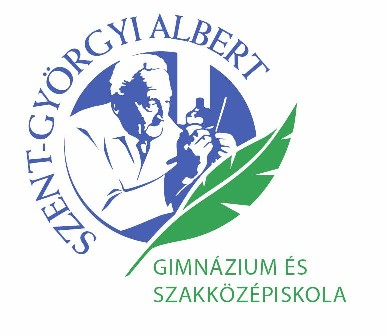 SZENT-GYÖRGYI ALBERT
GIMNÁZIUM ÉS
SZAKKÖZÉPISKOLA